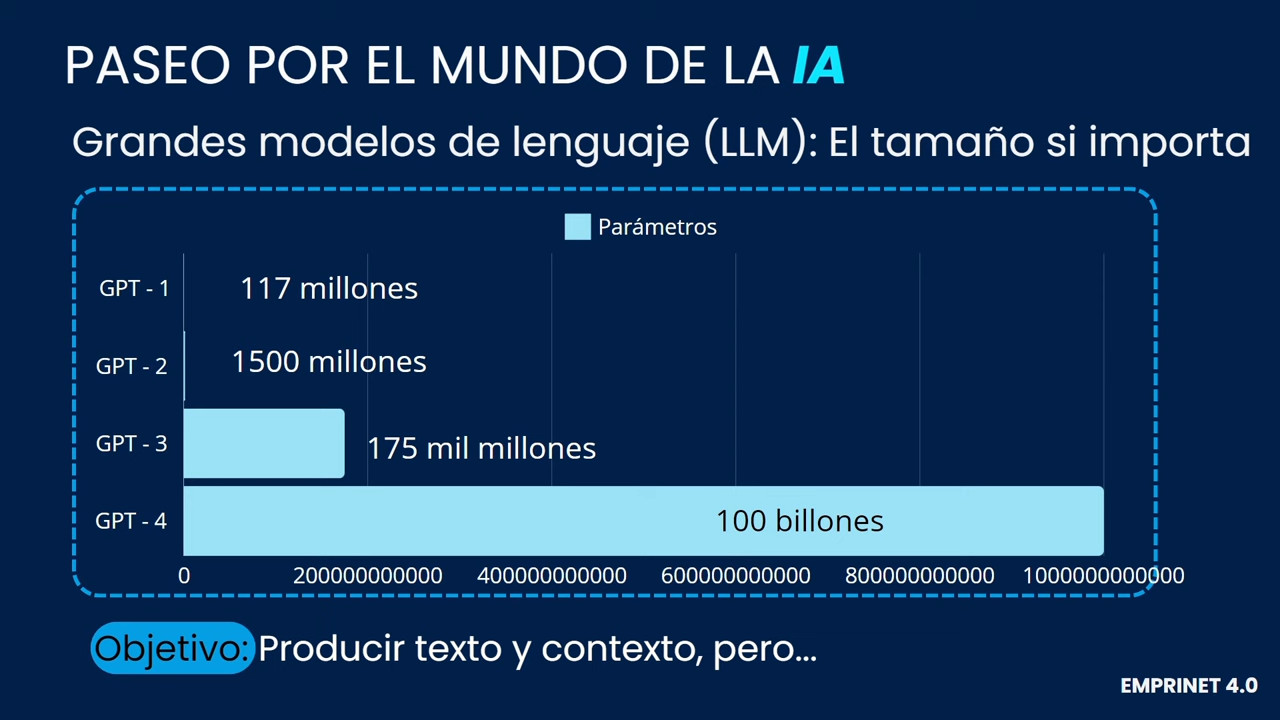 PASEO POR EL MUNDO DE LA IA
Grandes modelos de lenguaje (LLM): El tamaño si importa
Parámetros
GPT - 1
117 millones
GPT - 2
1500 millones
GPT - 3
175 mil millones
GPT - 4
100 billones
0 200000000000 400000000000 600000000000 800000000000 1000000000000
Objetivo: Producir texto y contexto, pero...
EMPRINET 4.0